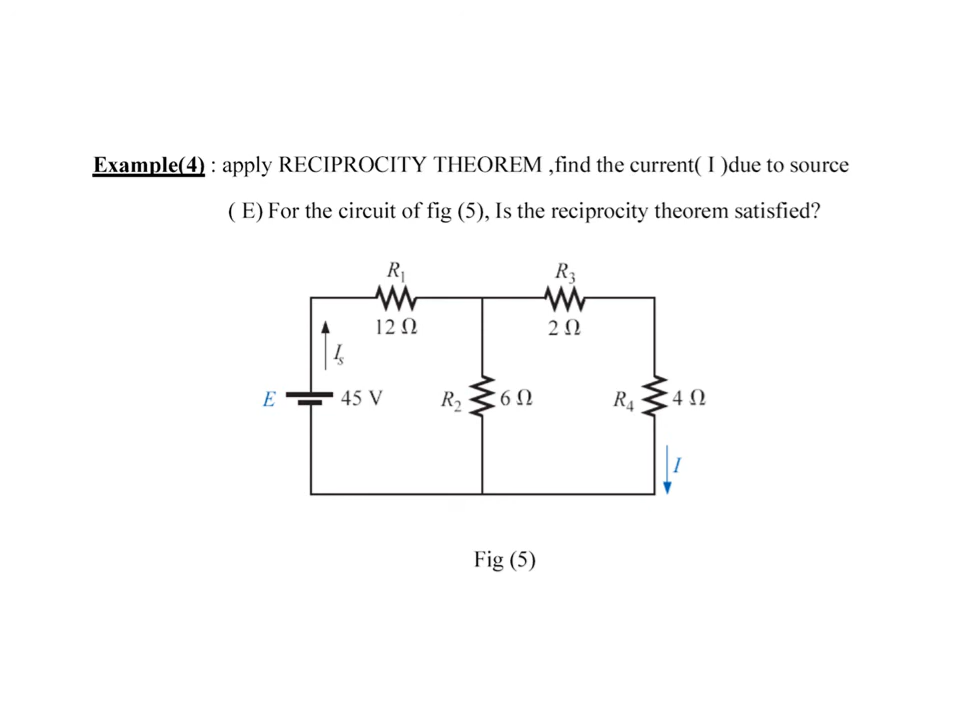 Example(4) : apply RECIPROCITY THEOREM ,find the current( I )due to source
( E) For the circuit of fig (5), Is the reciprocity theorem satisfied?
R1 R3
12 Ω 2 Ω
Is
E 45 V R2 6 Ω R4 4 Ω
I
Fig (5)